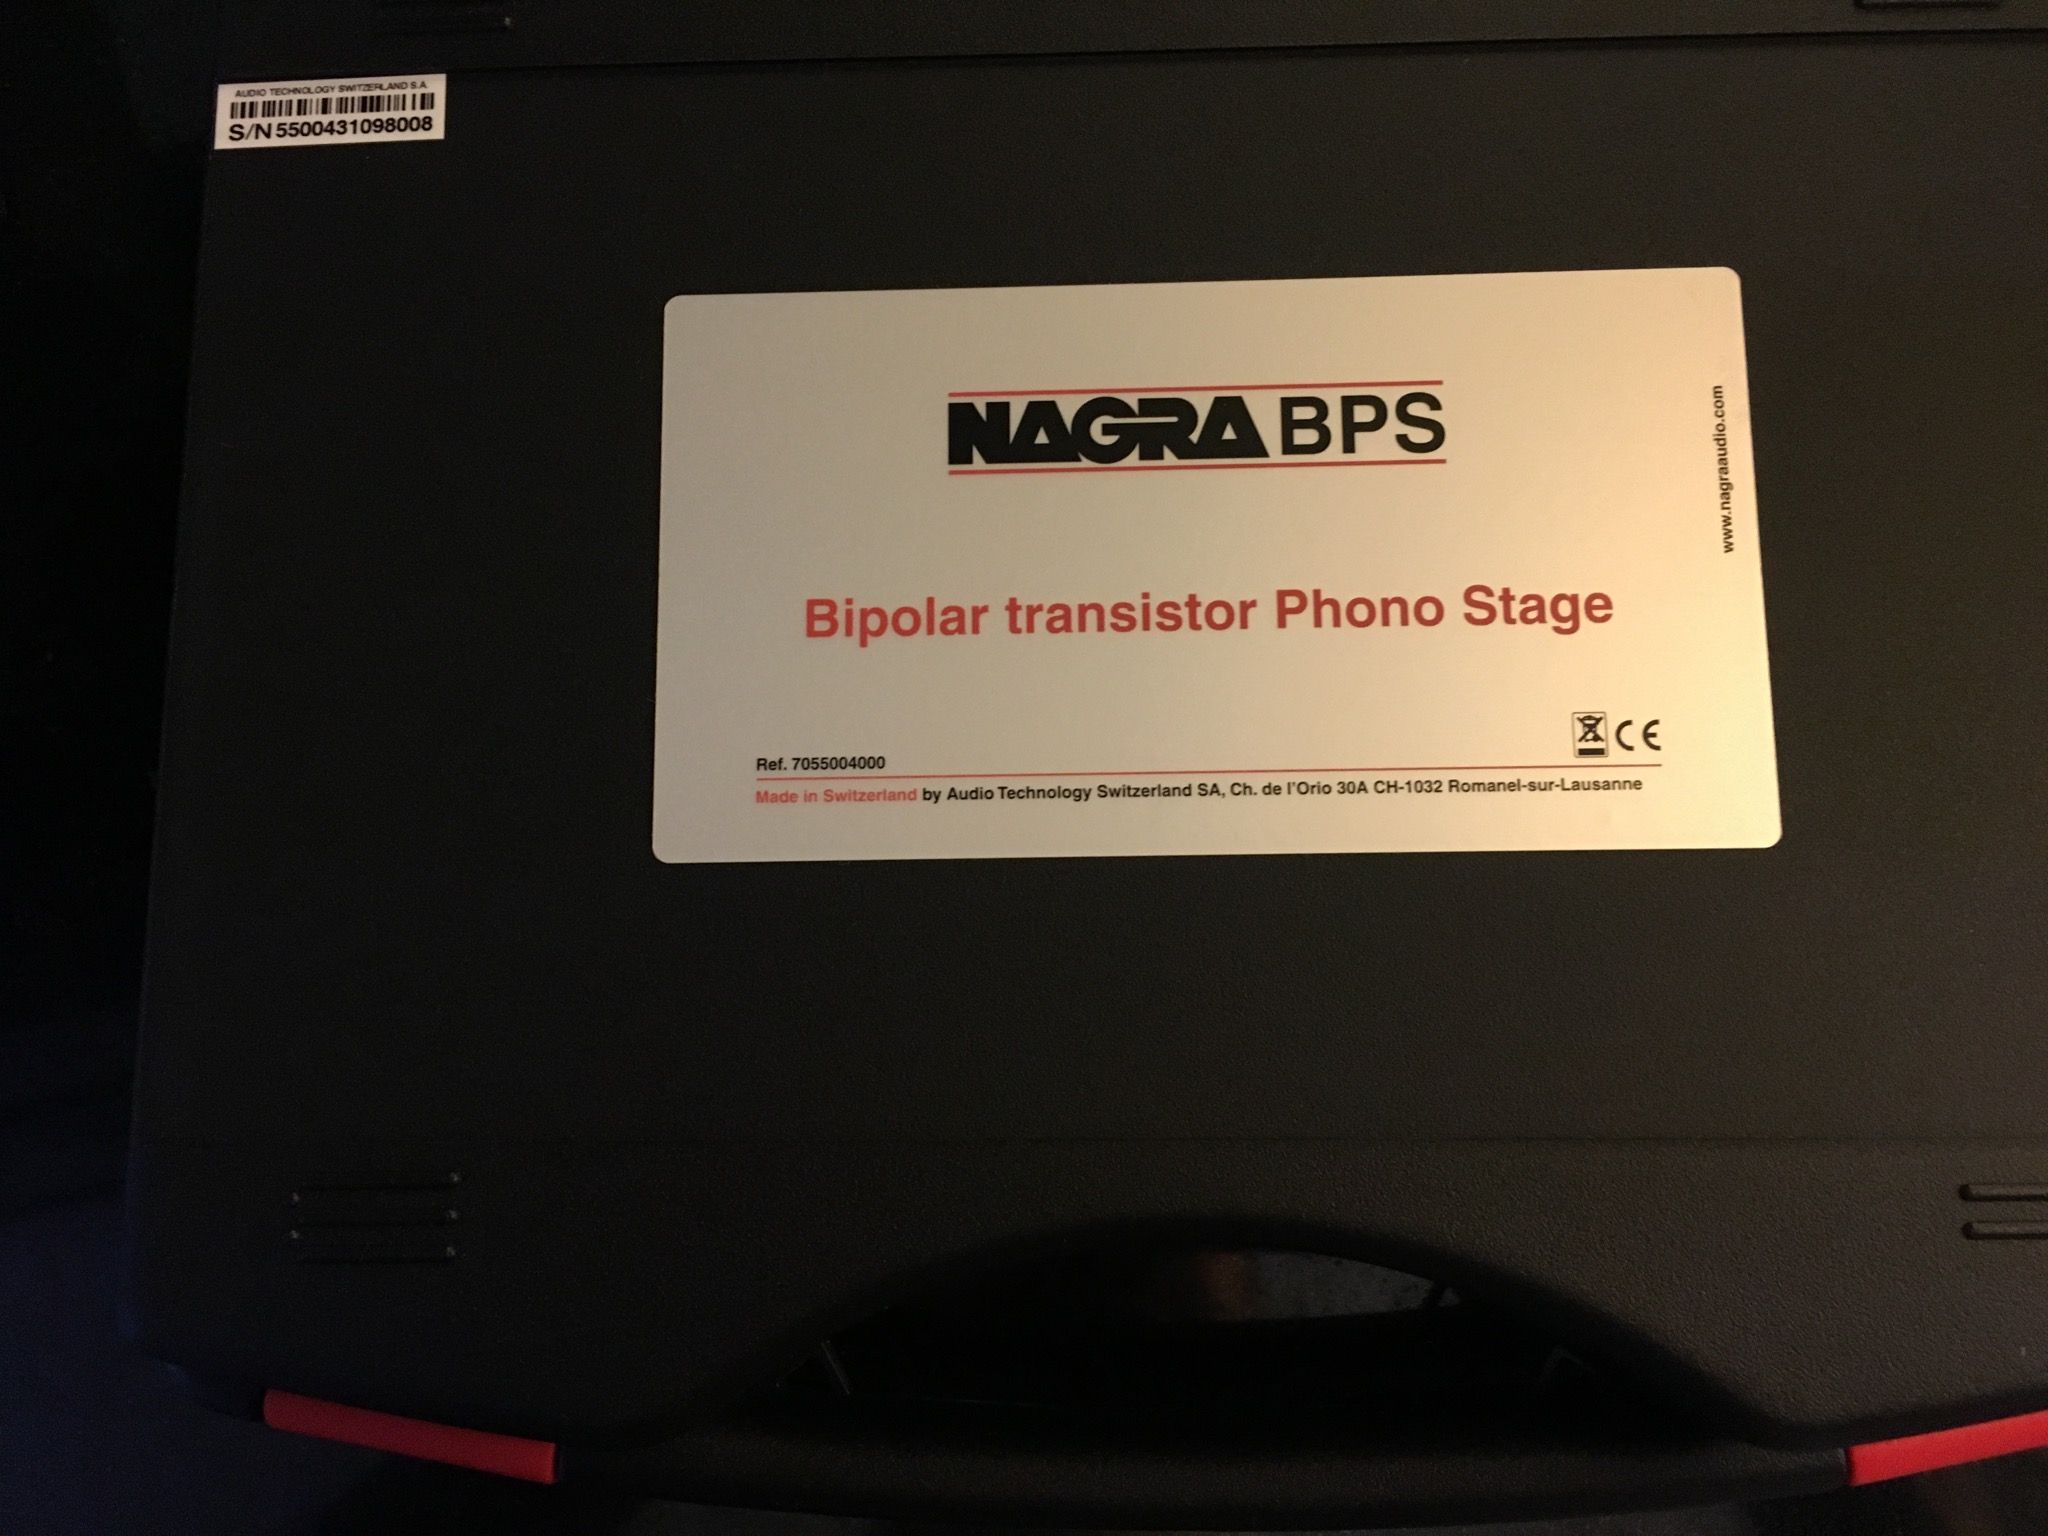 AUDIO TECHNOLOGY SWITZERLAND S.A.
S/N 5500431098008
NAGRA BPS
www.nagraaudio.com
Bipolar transistor Phono Stage
CE
Ref. 7055004000
Made in Switzerland by Audio Technology Switzerland SA, Ch. de l'Orio 30A CH-1032 Romanel-sur-Lausanne